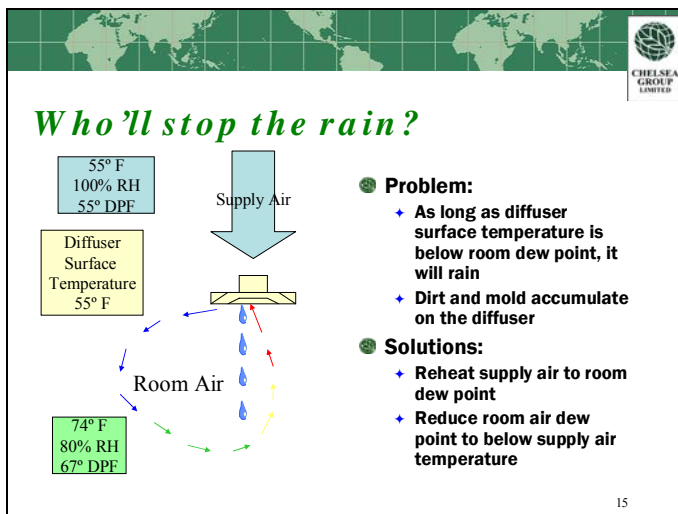 CHELSEA
GROUP
LIMITED
Who'll stop the rain?
55º F
100% RH
55º DPF
Supply Air
Diffuser
Surface
Temperature
55º F
Room Air
74º F
80% RH
67º DPF
Problem:
As long as diffuser
surface temperature is
below room dew point, it
will rain
Dirt and mold accumulate
on the diffuser
Solutions:
Reheat supply air to room
dew point
Reduce room air dew
point to below supply air
temperature
15